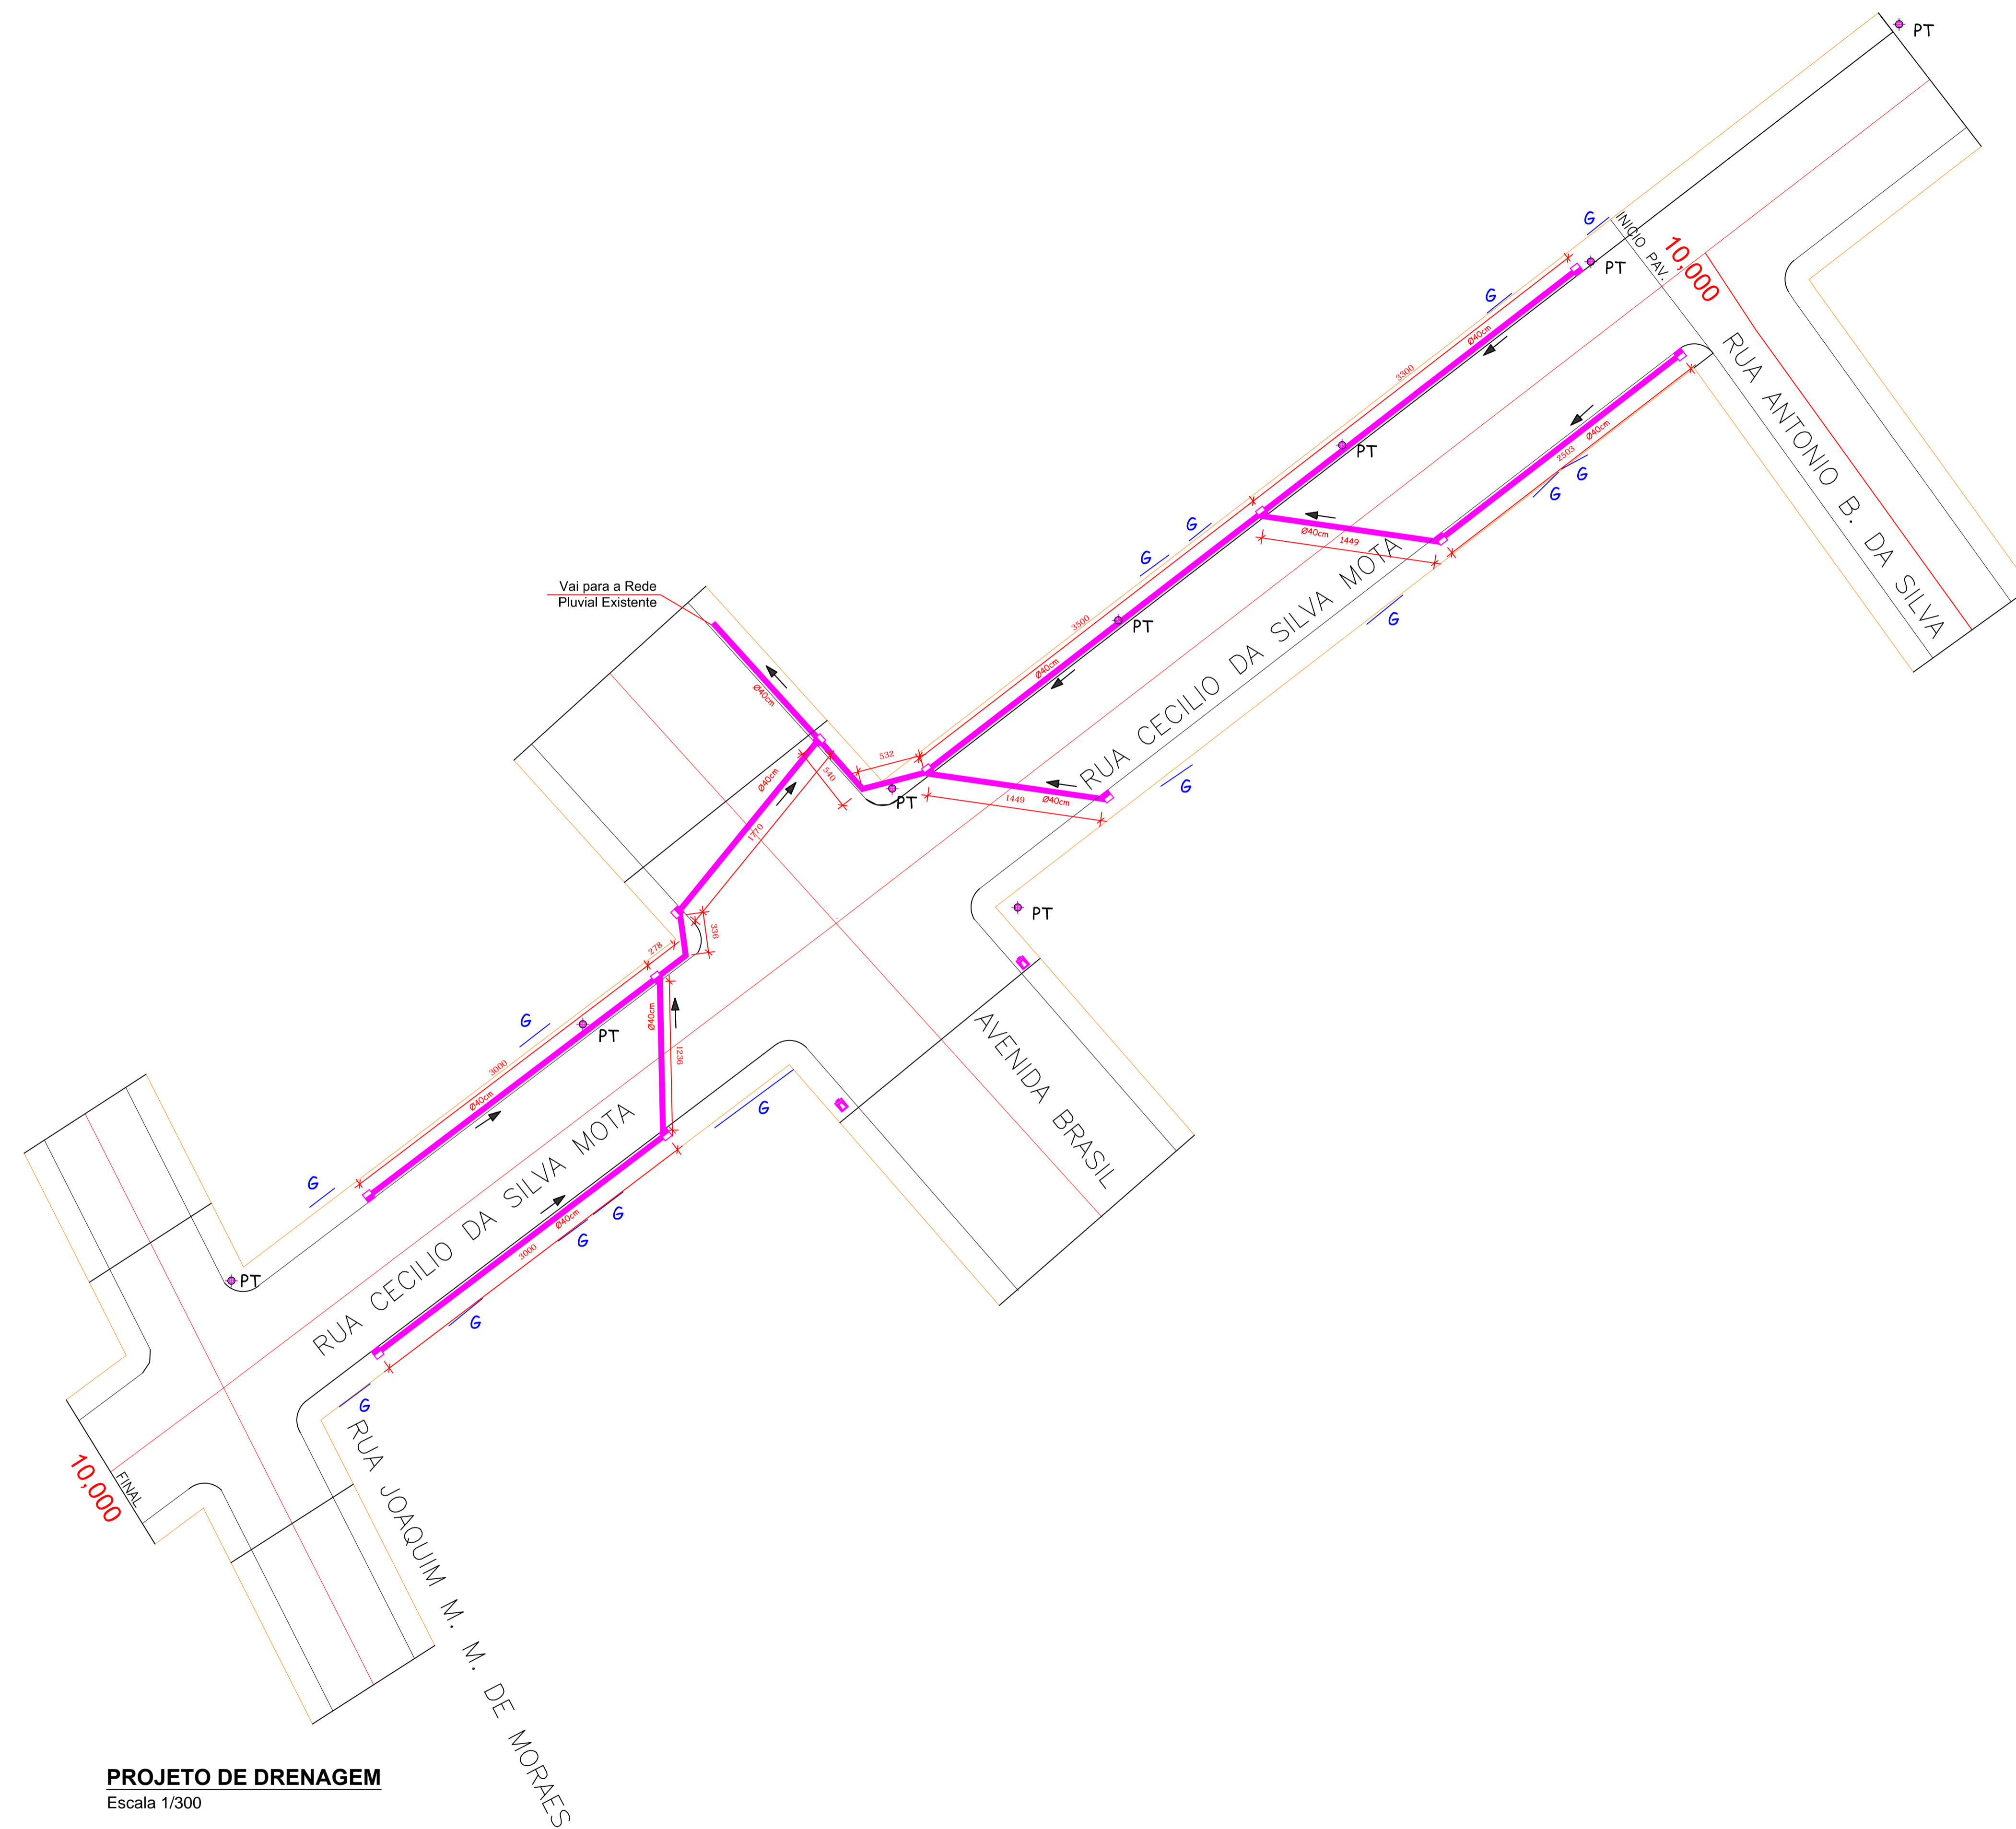 PT
G
INICIO PAV.
10,000
PT
G
Ø40cm
3300
RUA ANTONIO B. DA SILVA
Ø40cm
2503
PT
G
G
G
Ø40cm
1449
G
Vai para a Rede
Pluvial Existente
3500
PT
G
RUA CECILIO DA SILVA MOTA
Ø40cm
Ø40cm
532
540
Ø40cm
PT
1449
Ø40cm
G
1770
PT
336
278
G
PT
Ø40cm
1236
AVENIDA BRASIL
3000
Ø40cm
G
RUA CECILIO DA SILVA MOTA
G
G
G
Ø40cm
3000
PT
G
G
10,000
FINAL
RUA JOAQUIM M. M. DE MORAES
PROJETO DE DRENAGEM
Escala 1/300